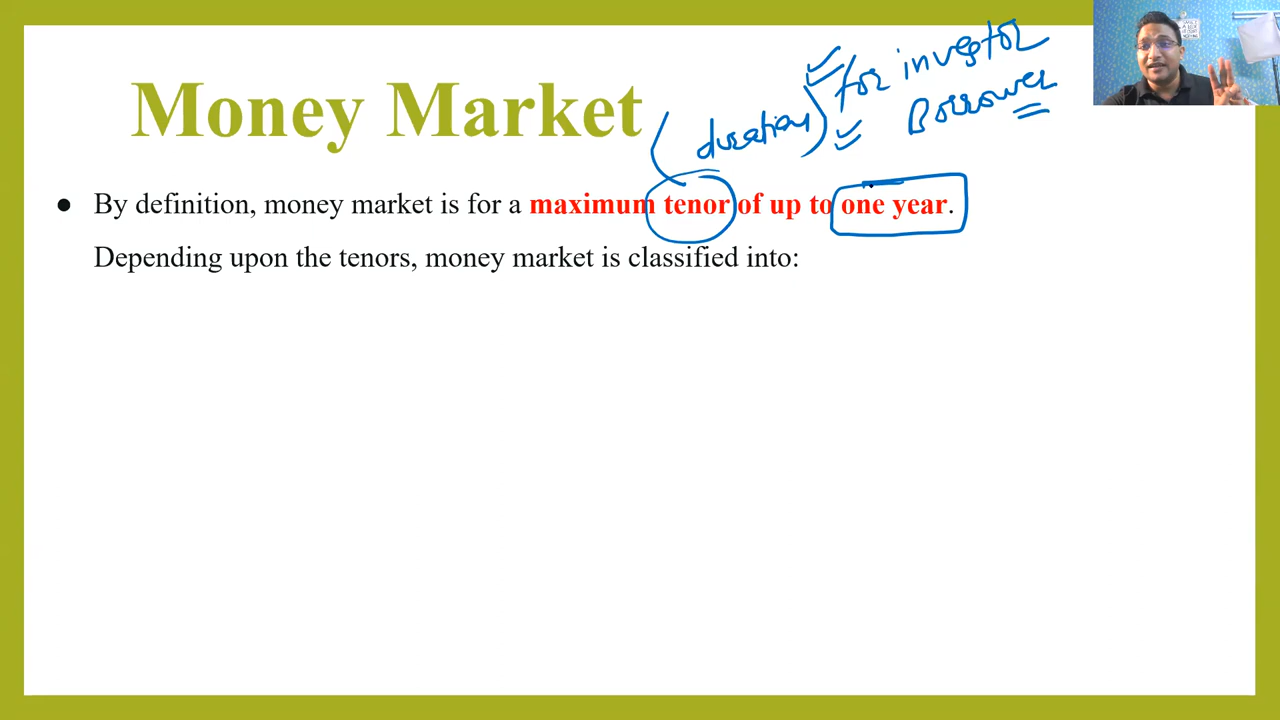 Money Market
(duration) for investor
Borrower
● By definition, money market is for a maximum tenor of up to one year.
Depending upon the tenors, money market is classified into: